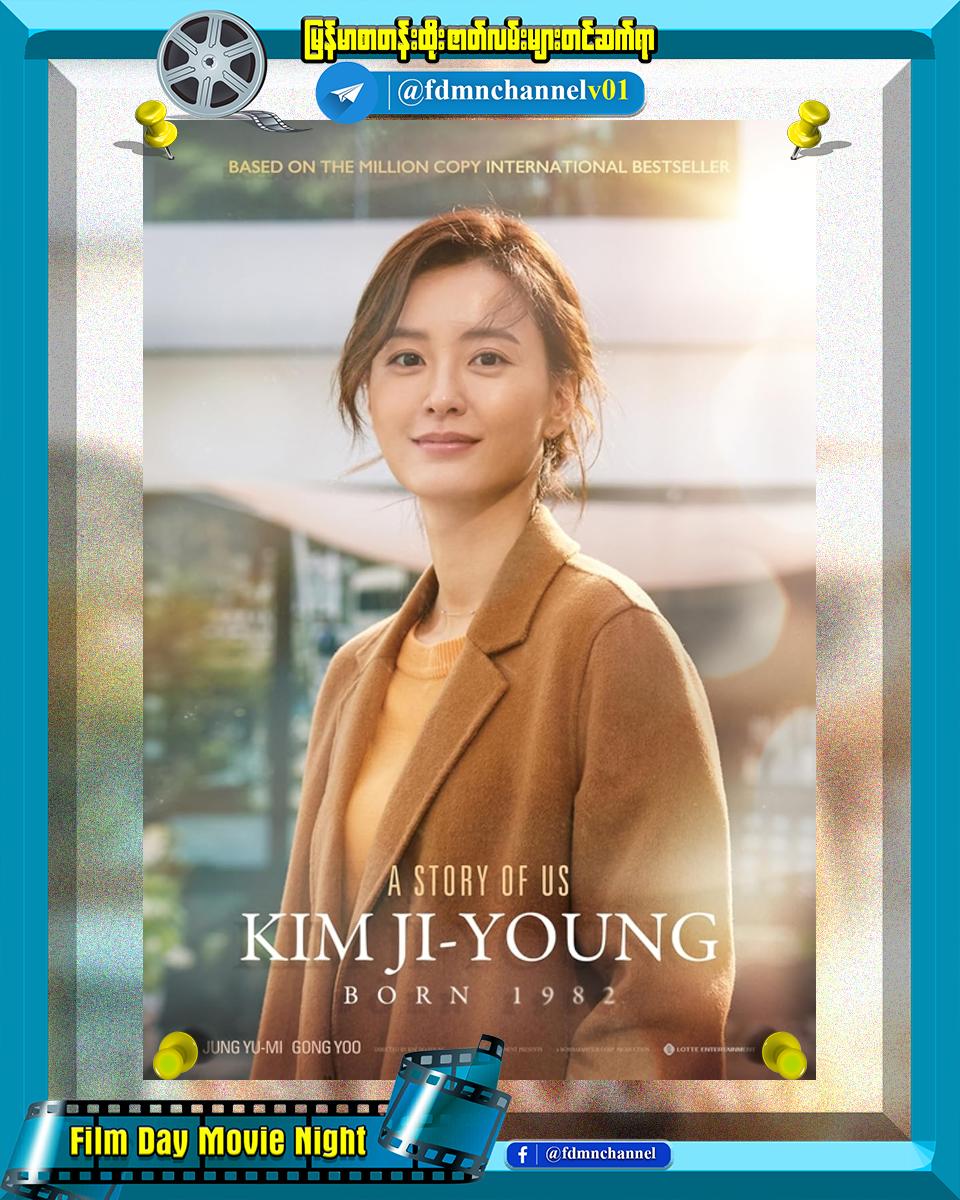 မြန်မာစာတန်းထိုးဇာတ်လမ်းများတင်ဆက်ရာ
@fdmnchannelv01
BASED ON THE MILLION COPY INTERNATIONAL BESTSELLER
A STORY OF US
KIM JI-YOUNG
BORN 1982
JUNG YU-MI GONG YOO
LOTTE ENTERTAINMENT
Film Day Movie Night
@fdmnchannel